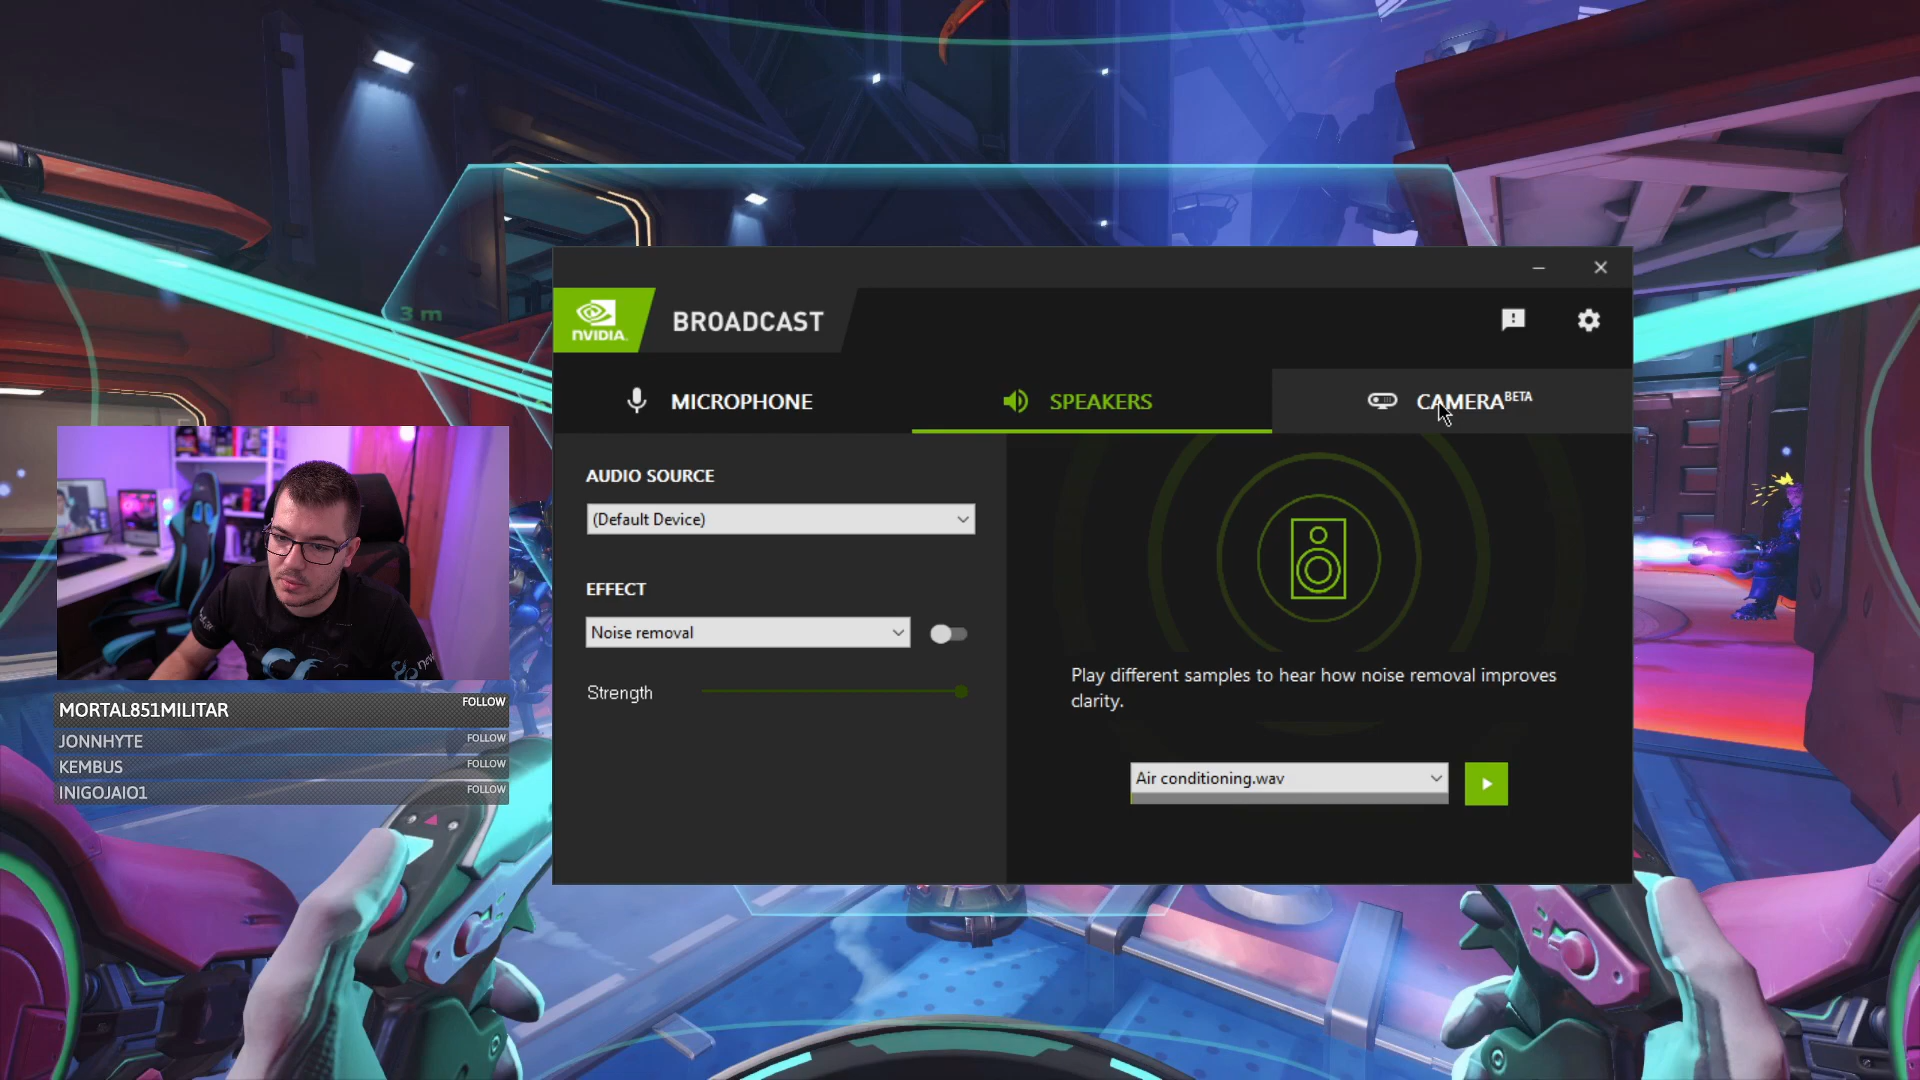 3 m
NVIDIA.
BROADCAST
MICROPHONE
SPEAKERS
CAMERA BETA
AUDIO SOURCE
(Default Device)
EFFECT
Noise removal
Strength
Play different samples to hear how noise removal improves
clarity.
Air conditioning.wav
MORTAL851MILITAR FOLLOW
JONNHYTE FOLLOW
KEMBUS FOLLOW
INIGOJAIO1 FOLLOW